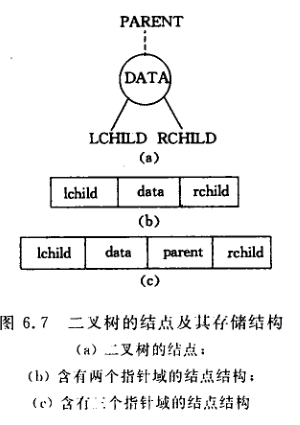 PARENT
DATA
LCHILD RCHILD
(a)
lchild data rchild
(b)
lchild data parent rchild
(c)
图 6.7 二叉树的结点及其存储结构
(a) 二叉树的结点;
(b) 含有两个指针域的结点结构;
(c) 含有三个指针域的结点结构